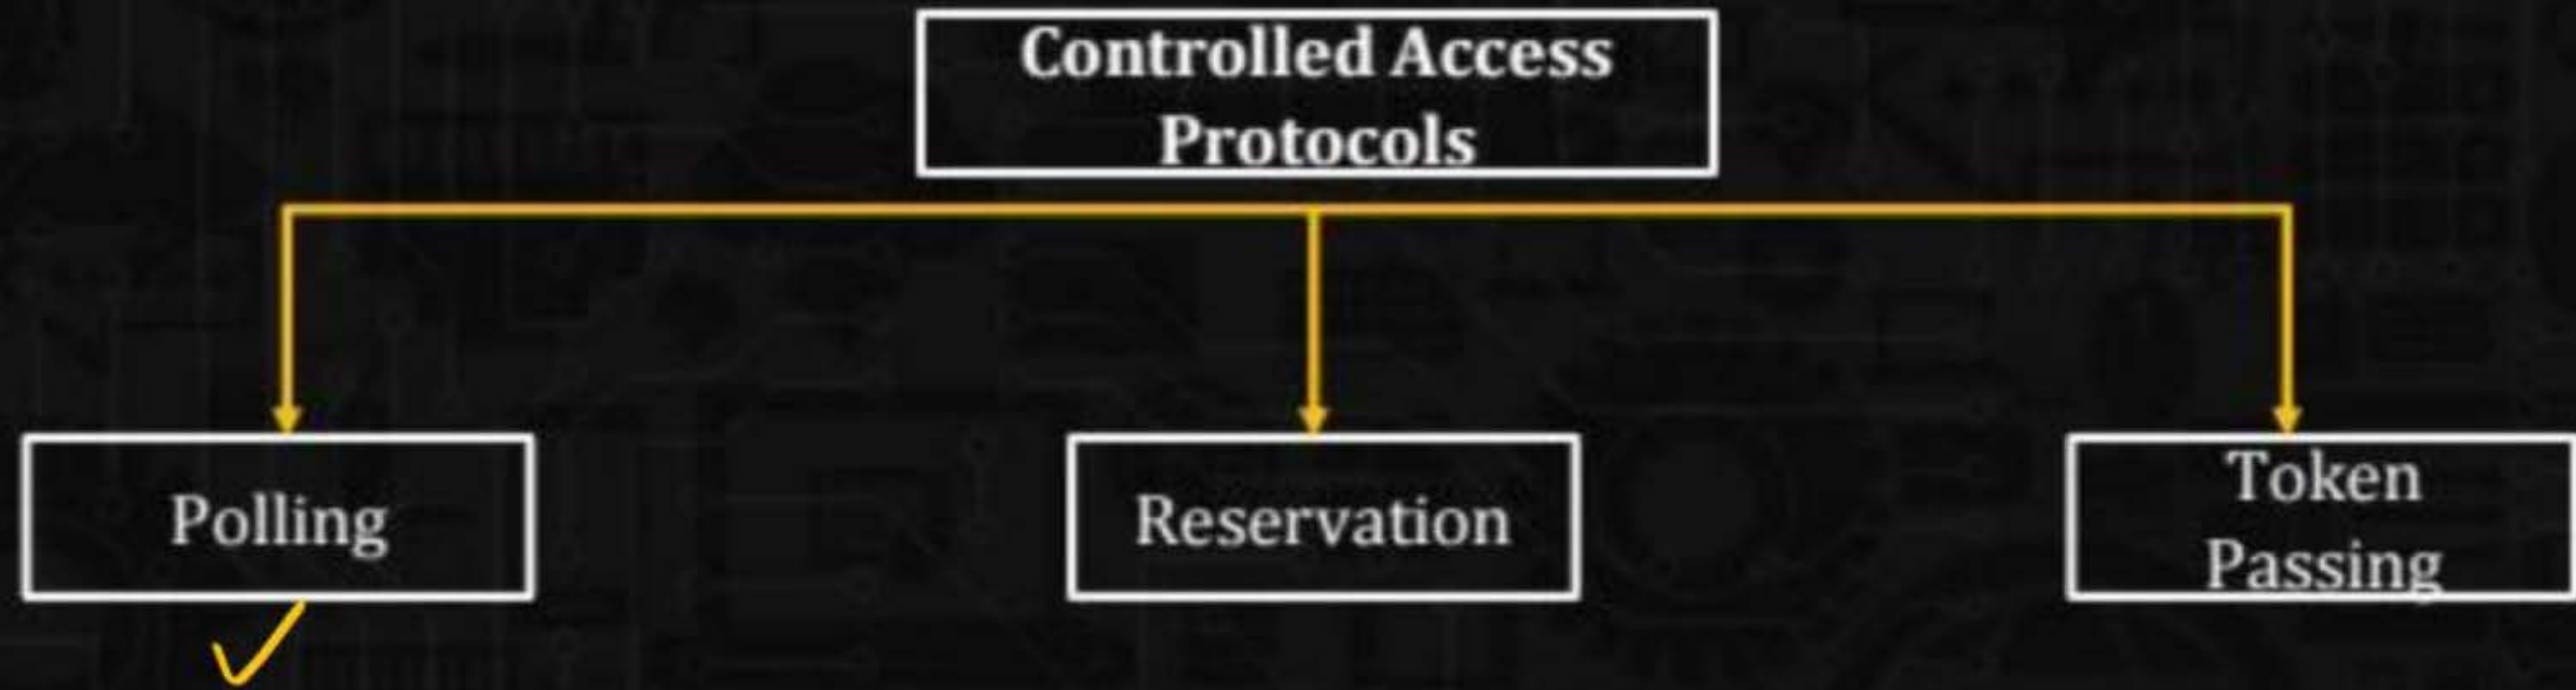 Controlled Access
Protocols
Polling
Reservation
Token
Passing